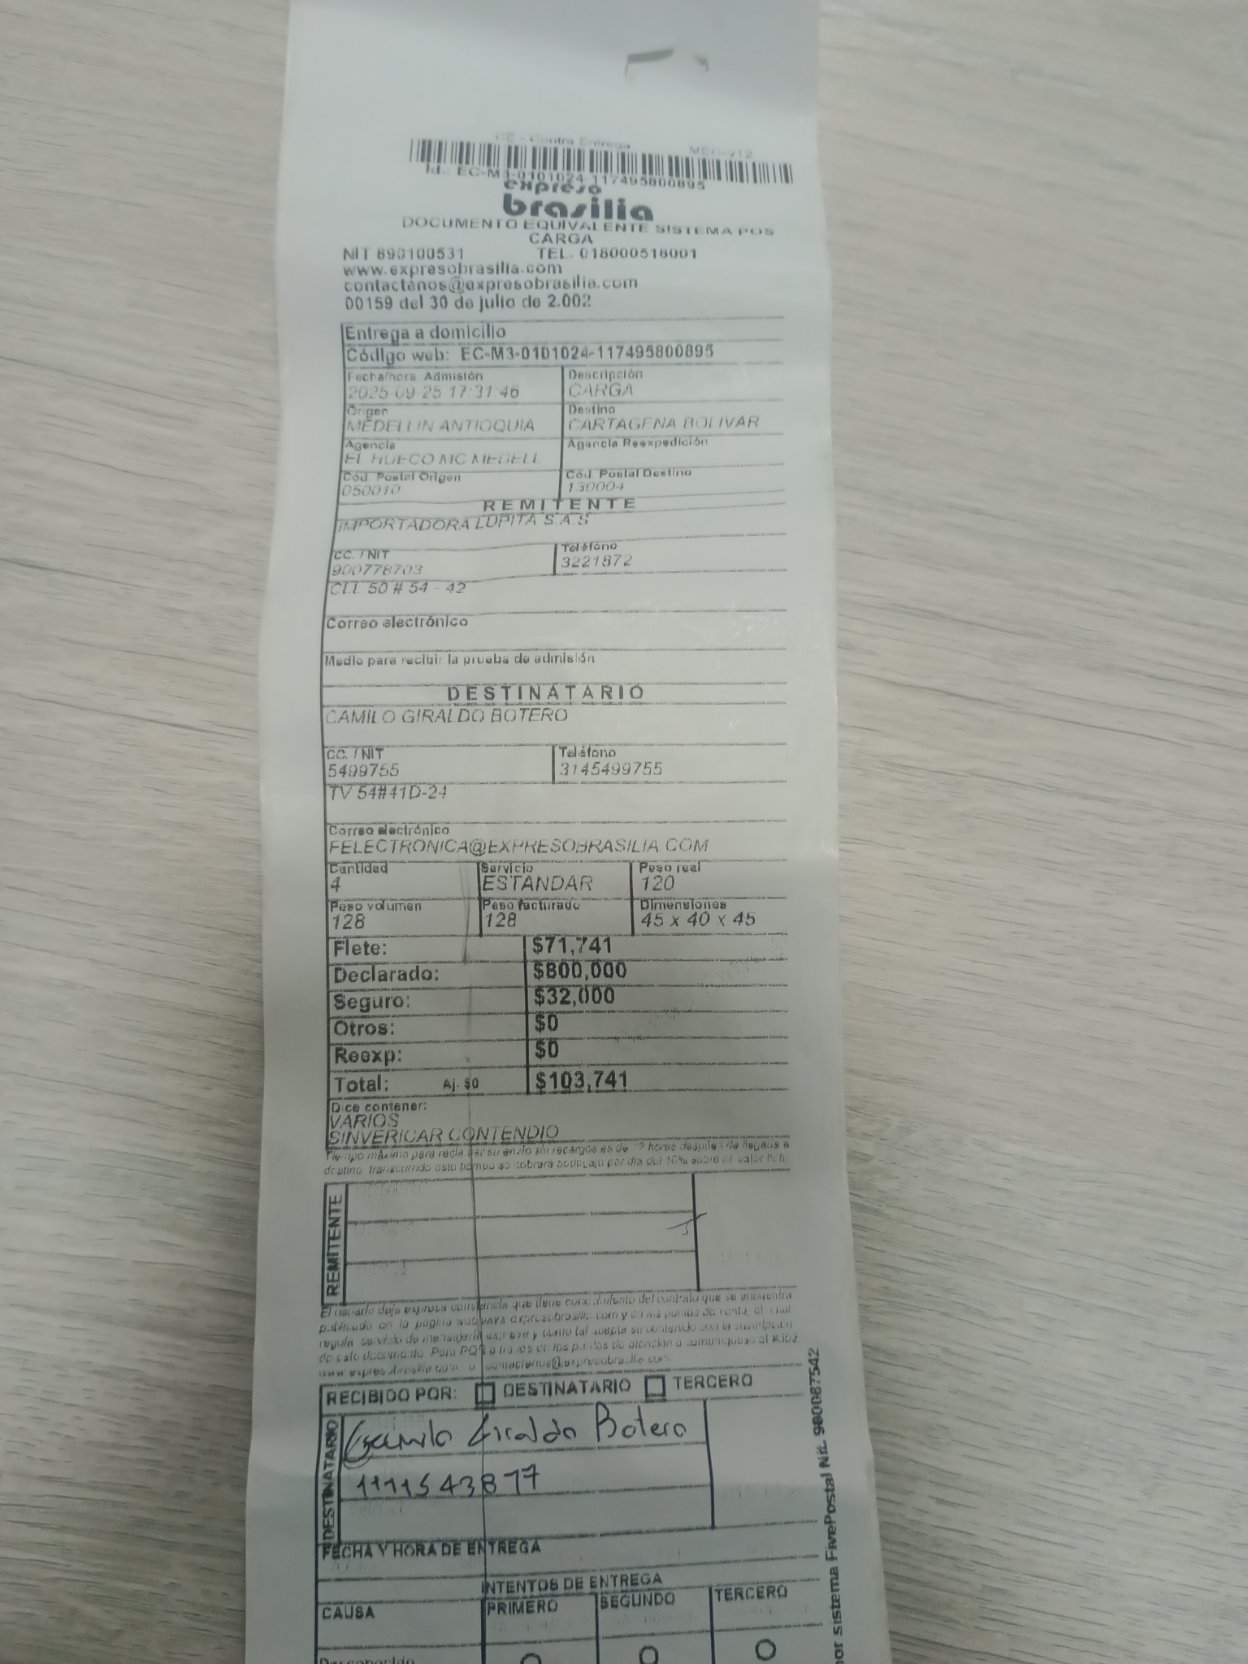 CE - Contra Entrega
Id.: EC-M3-0101024-117495800895
expreso
brasilia
DOCUMENTO EQUIVALENTE SISTEMA POS
CARGA
NIT 890100531 TEL. 018000518001
www.expresobrasilia.com
contactenos@expresobrasilia.com
00159 del 30 de julio de 2.002
Entrega a domicilio
Código web: EC-M3-0101024-117495800895
Fecha/hora Admisión Descripción
2025 09 25 17:31:46 CARGA
Origen Destino
MEDELLIN ANTIOQUIA CARTAGENA BOLIVAR
Agencia Agencia Reexpedición
EL HUECO MC MEDELL
Cód. Postal Origen Cód. Postal Destino
050010 130004
REMITENTE
IMPORTADORA LUPITA S.A.S
CC. / NIT Teléfono
900778703 3221872
CLL 50 # 54 - 42
Correo electrónico
Medio para recibir la prueba de admisión
DESTINATARIO
CAMILO GIRALDO BOTERO
CC. / NIT Teléfono
5499755 3145499755
TV 54#41D-24
Correo electrónico
FELECTRONICA@EXPRESOBRASILIA.COM
Cantidad Servicio Peso real
4 ESTANDAR 120
Peso volumen Peso facturado Dimensiones
128 128 45 x 40 x 45
Flete: $71,741
Declarado: $800,000
Seguro: $32,000
Otros: $0
Reexp: $0
Total: Aj. $0 $103,741
Dice contener:
VARIOS
SINVERICAR CONTENDIO
REMITENTE
RECIBIDO POR: DESTINATARIO TERCERO
DESTINATARIO
Camilo Giraldo Botero
1111543877
FECHA Y HORA DE ENTREGA
INTENTOS DE ENTREGA
CAUSA PRIMERO SEGUNDO TERCERO
Desconocido
por sistema FivePostal Nit. 900087542